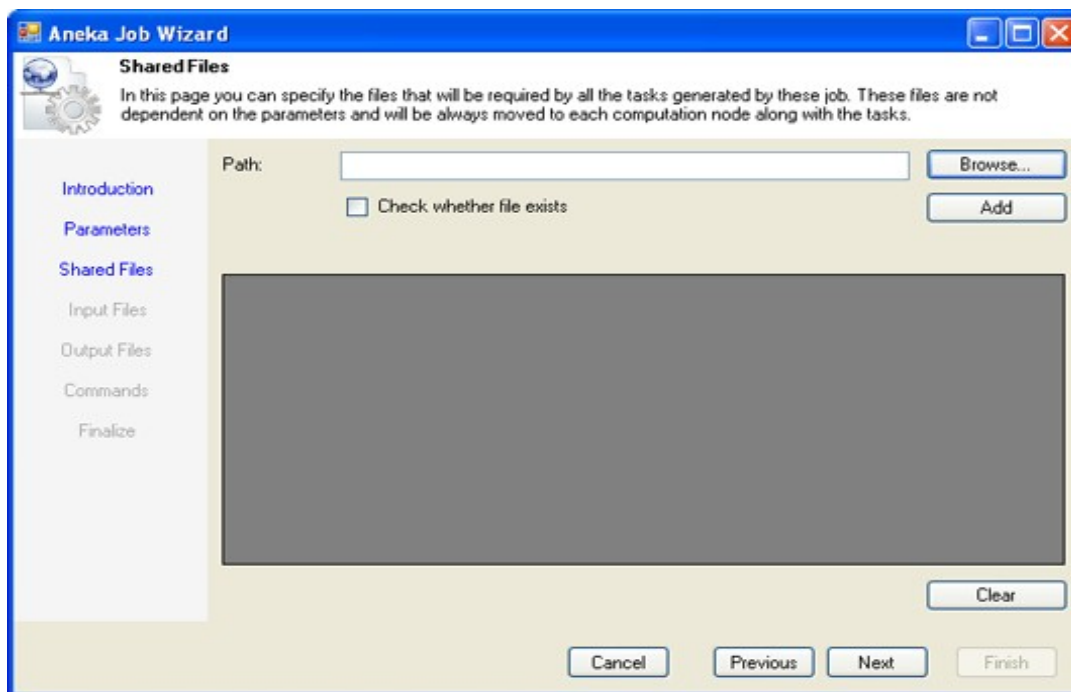 Aneka Job Wizard
Shared Files
In this page you can specify the files that will be required by all the tasks generated by these job. These files are not
dependent on the parameters and will be always moved to each computation node along with the tasks.
Path:
Browse...
Introduction
Check whether file exists
Add
Parameters
Shared Files
Input Files
Output Files
Commands
Finalize
Clear
Cancel
Previous
Next
Finish